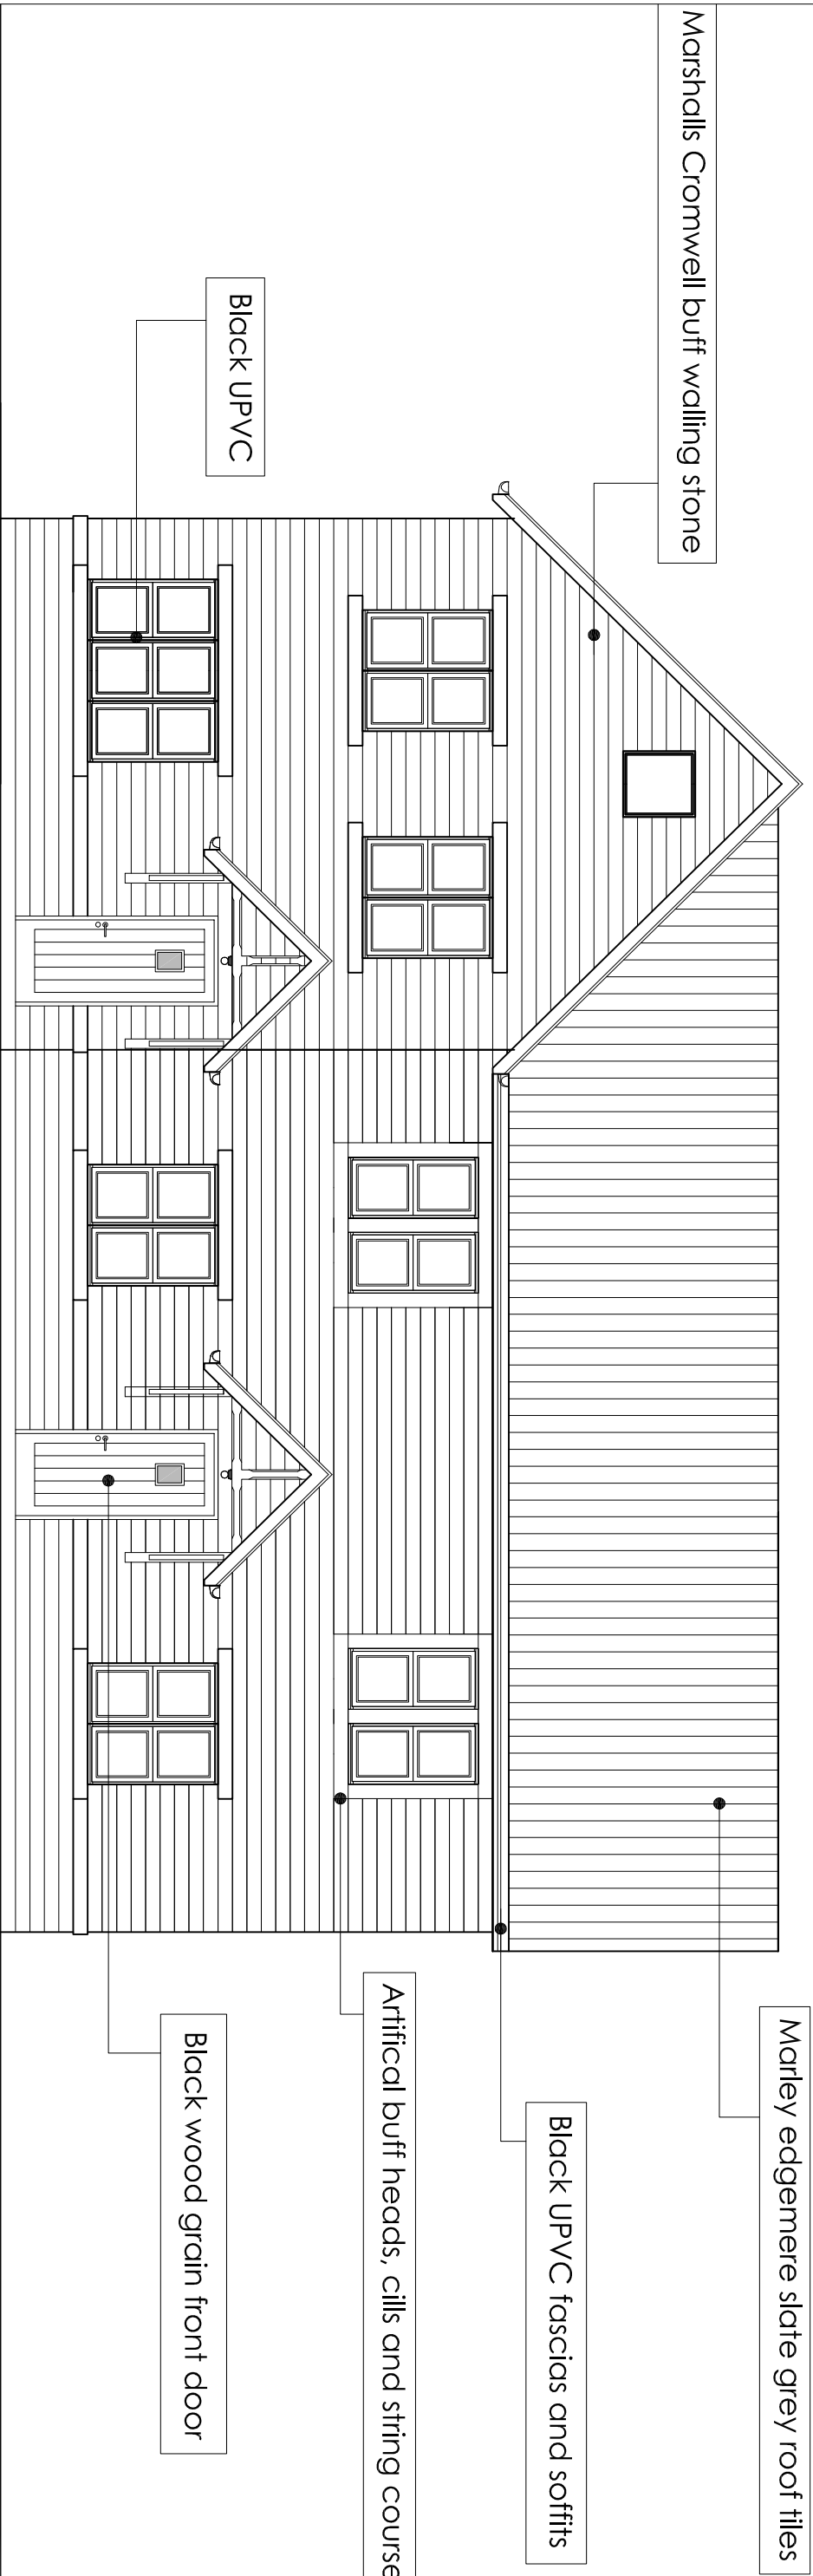 Marshalls Cromwell buff walling stone
Black UPVC
Marley edgemere slate grey roof tiles
Black UPVC fascias and soffits
Artifical buff heads, cills and string course
Black wood grain front door